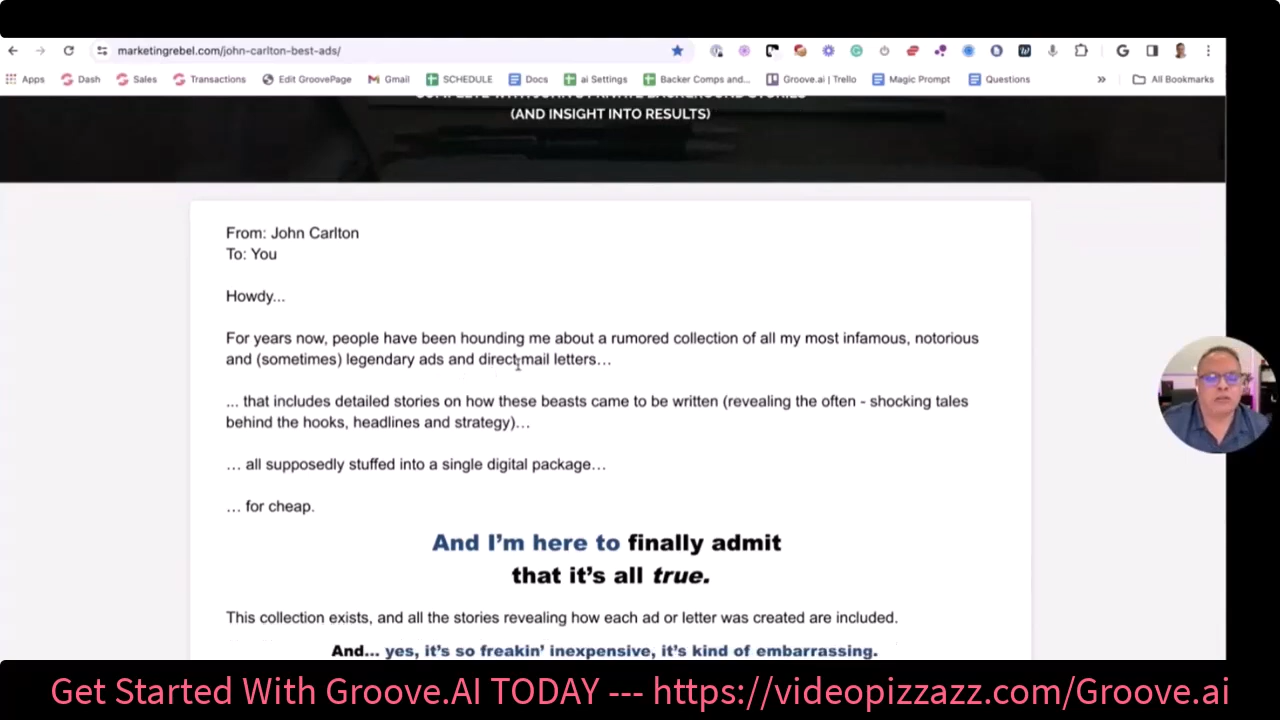 marketingrebel.com/john-carlton-best-ads/
Apps Dash Sales Transactions Edit GroovePage Gmail SCHEDULE Docs ai Settings Backer Comps and... Groove.ai | Trello Magic Prompt Questions » All Bookmarks
(AND INSIGHT INTO RESULTS)
From: John Carlton
To: You
Howdy...
For years now, people have been hounding me about a rumored collection of all my most infamous, notorious
and (sometimes) legendary ads and direct mail letters…
... that includes detailed stories on how these beasts came to be written (revealing the often - shocking tales
behind the hooks, headlines and strategy)…
… all supposedly stuffed into a single digital package…
… for cheap.
And I’m here to finally admit
that it’s all true.
This collection exists, and all the stories revealing how each ad or letter was created are included.
And... yes, it’s so freakin’ inexpensive, it’s kind of embarrassing.
Get Started With Groove.AI TODAY --- https://videopizzazz.com/Groove.ai